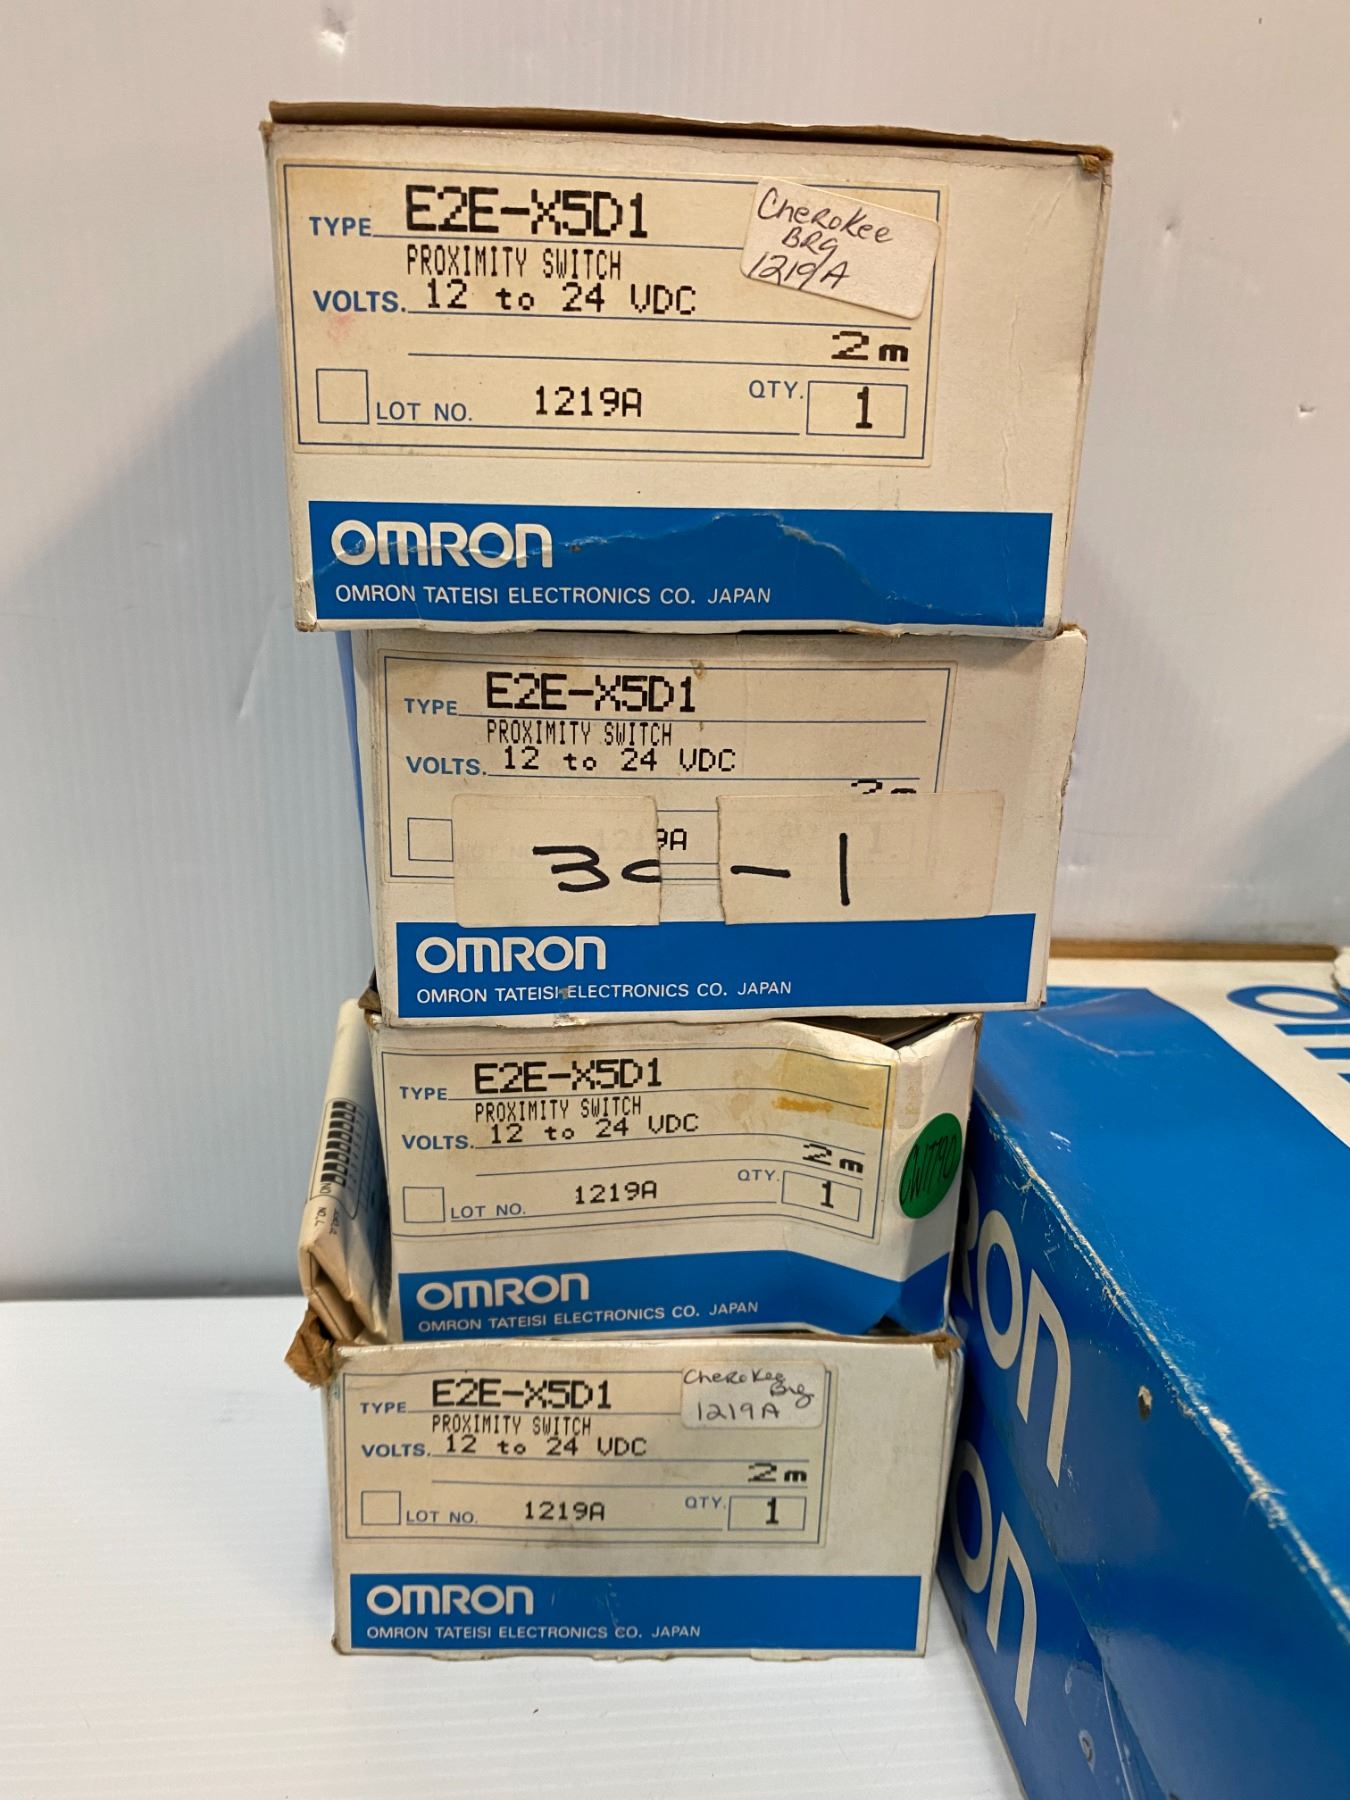 TYPE E2E-X5D1
PROXIMITY SWITCH
VOLTS. 12 to 24 VDC
2m
LOT NO. 1219A QTY. 1
Cherokee
BRG
1219A
OMRON
OMRON TATEISI ELECTRONICS CO. JAPAN
TYPE E2E-X5D1
PROXIMITY SWITCH
VOLTS. 12 to 24 VDC
2m
1219A
- 1
OMRON
OMRON TATEISI ELECTRONICS CO. JAPAN
TYPE E2E-X5D1
PROXIMITY SWITCH
VOLTS. 12 to 24 VDC
2m
LOT NO. 1219A QTY. 1
OMRON
OMRON TATEISI ELECTRONICS CO. JAPAN
TYPE E2E-X5D1
PROXIMITY SWITCH
VOLTS. 12 to 24 VDC
2m
LOT NO. 1219A QTY. 1
Cherokee
Brg
1219A
OMRON
OMRON TATEISI ELECTRONICS CO. JAPAN